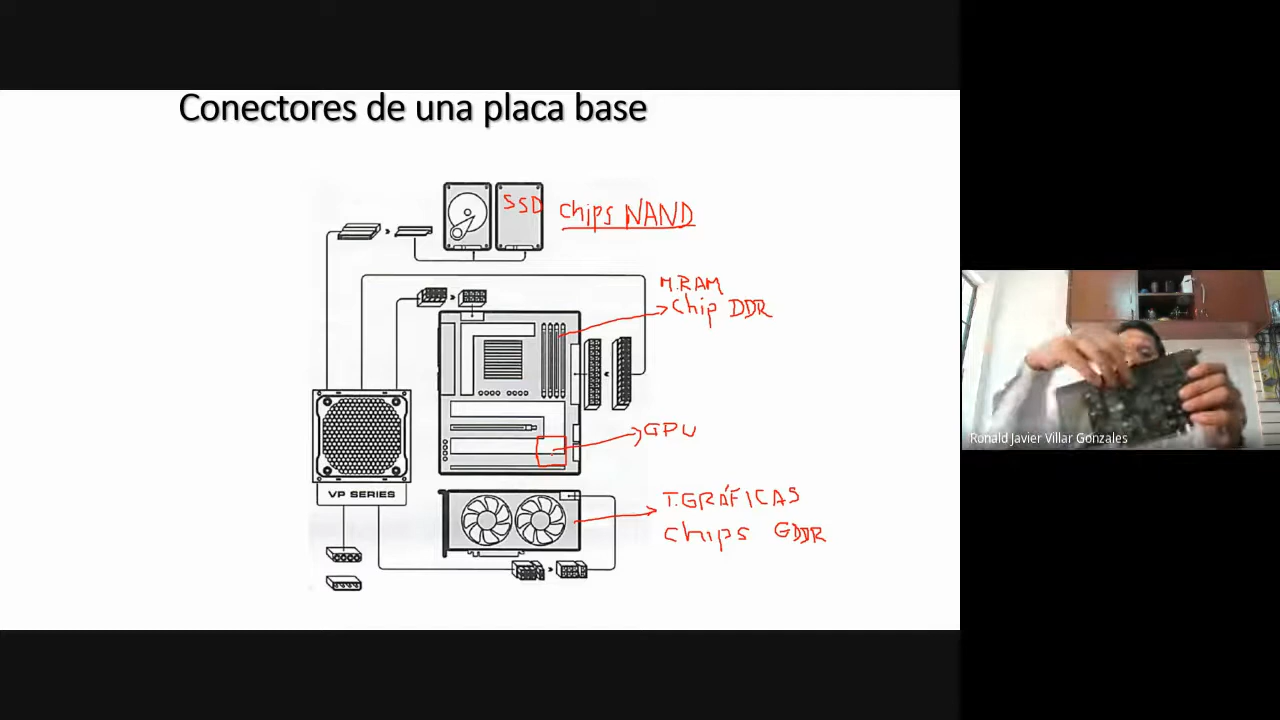 Conectores de una placa base
SSD
Chips NAND
M.RAM
Chip DDR
GPU
VP SERIES
T.GRÁFICAS
Chips GDDR
Ronald Javier Villar Gonzales